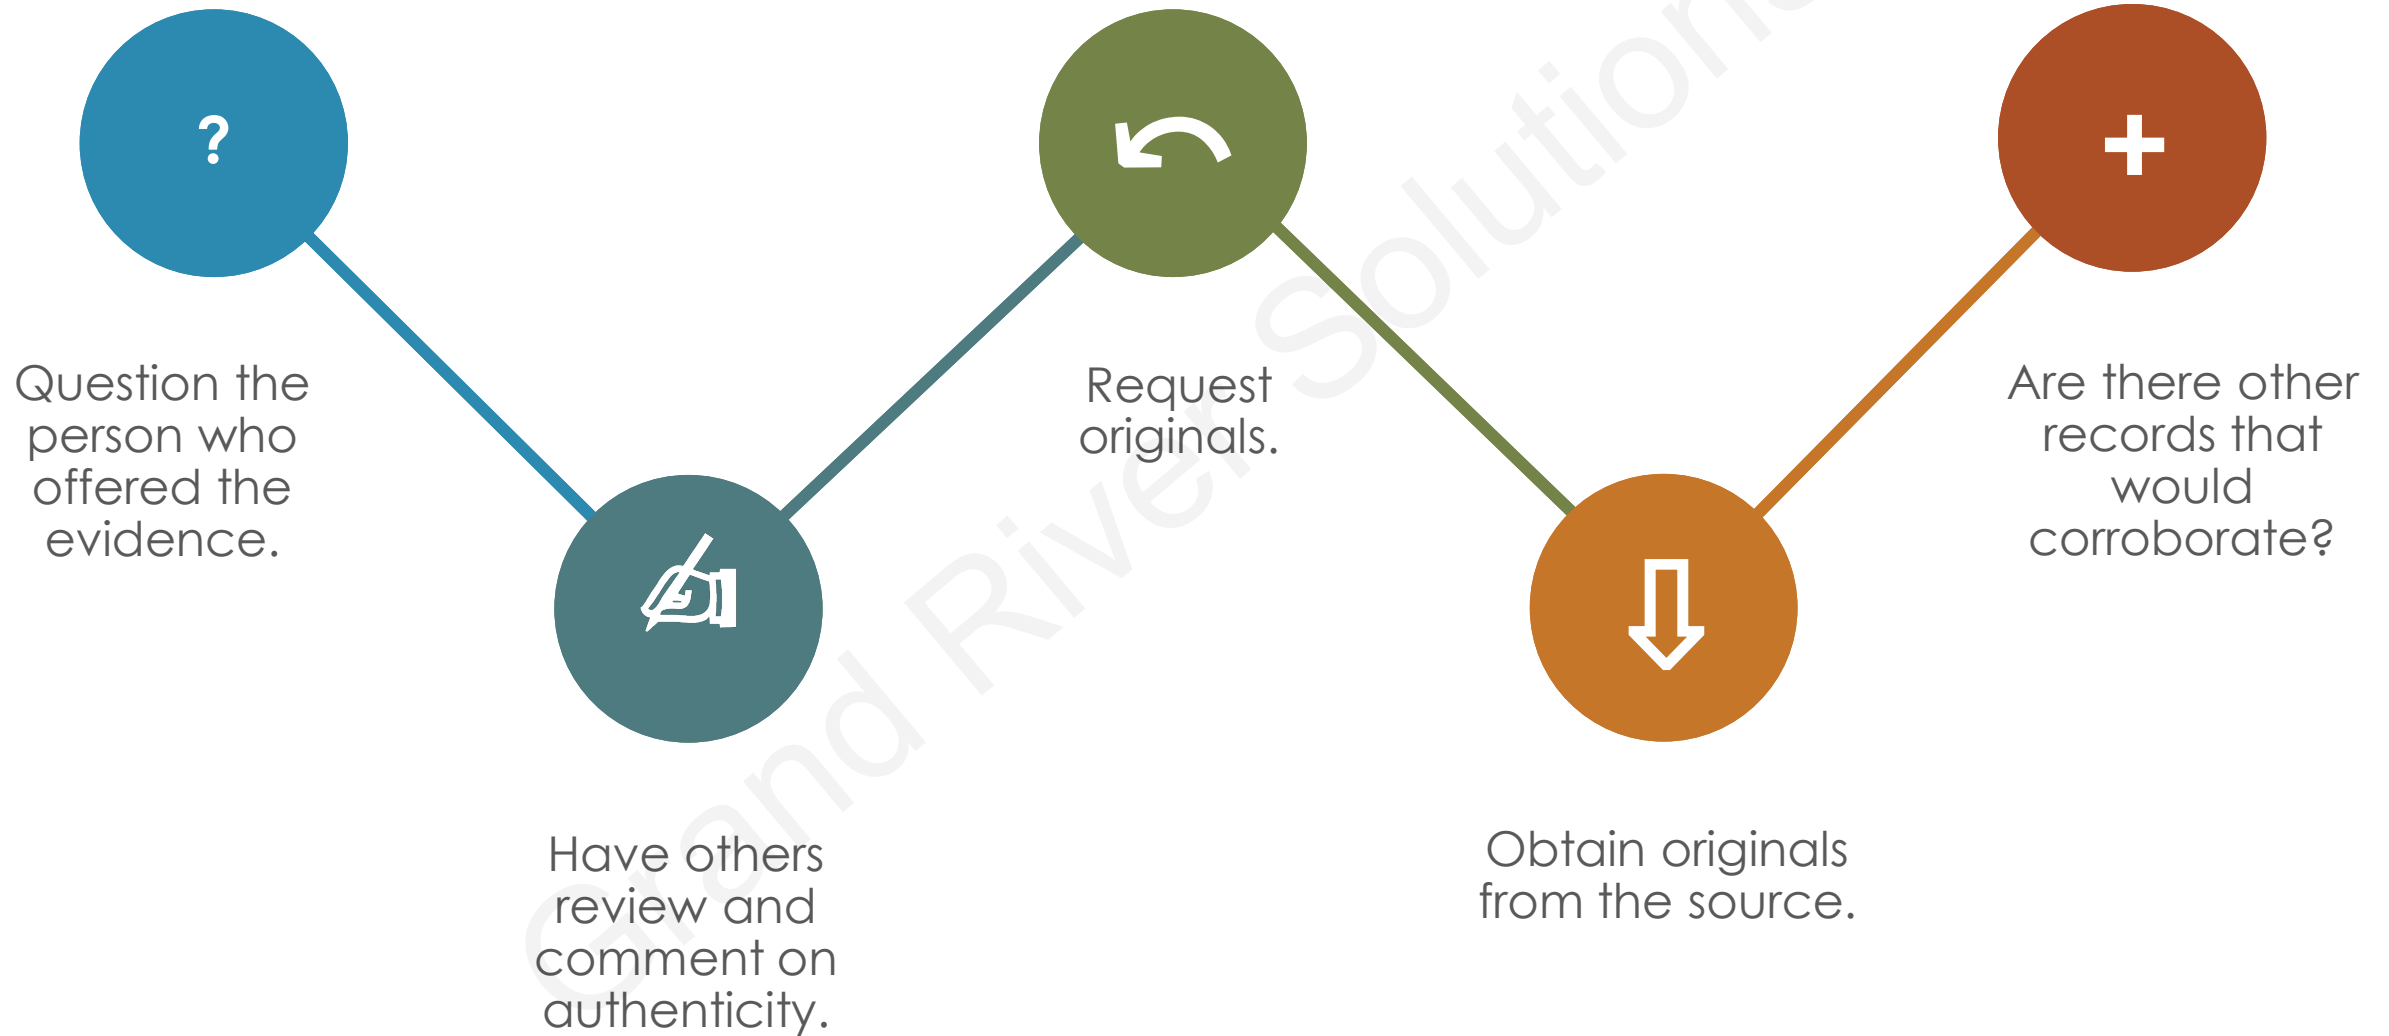 ?
Question the
person who
offered the
evidence.
Have others
review and
comment on
authenticity.
Request
originals.
Obtain originals
from the source.
+
Are there other
records that
would
corroborate?
Grand River Solutions